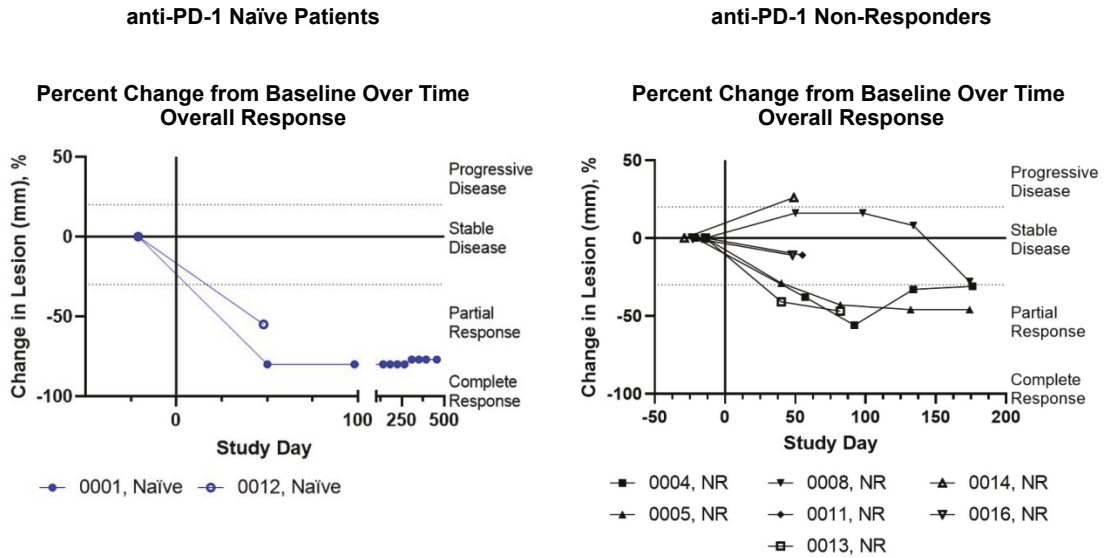 anti-PD-1 Naïve Patients
Percent Change from Baseline Over Time
Overall Response
Change in Lesion (mm), %
50
0
-50
-100
Progressive
Disease
Stable
Disease
Partial
Response
Complete
Response
0
100
250
500
Study Day
0001, Naïve
0012, Naïve
anti-PD-1 Non-Responders
Percent Change from Baseline Over Time
Overall Response
Change in Lesion (mm), %
50
0
-50
-100
Progressive
Disease
Stable
Disease
Partial
Response
Complete
Response
-50
0
50
100
150
200
Study Day
0004, NR
0008, NR
0014, NR
0005, NR
0011, NR
0016, NR
0013, NR